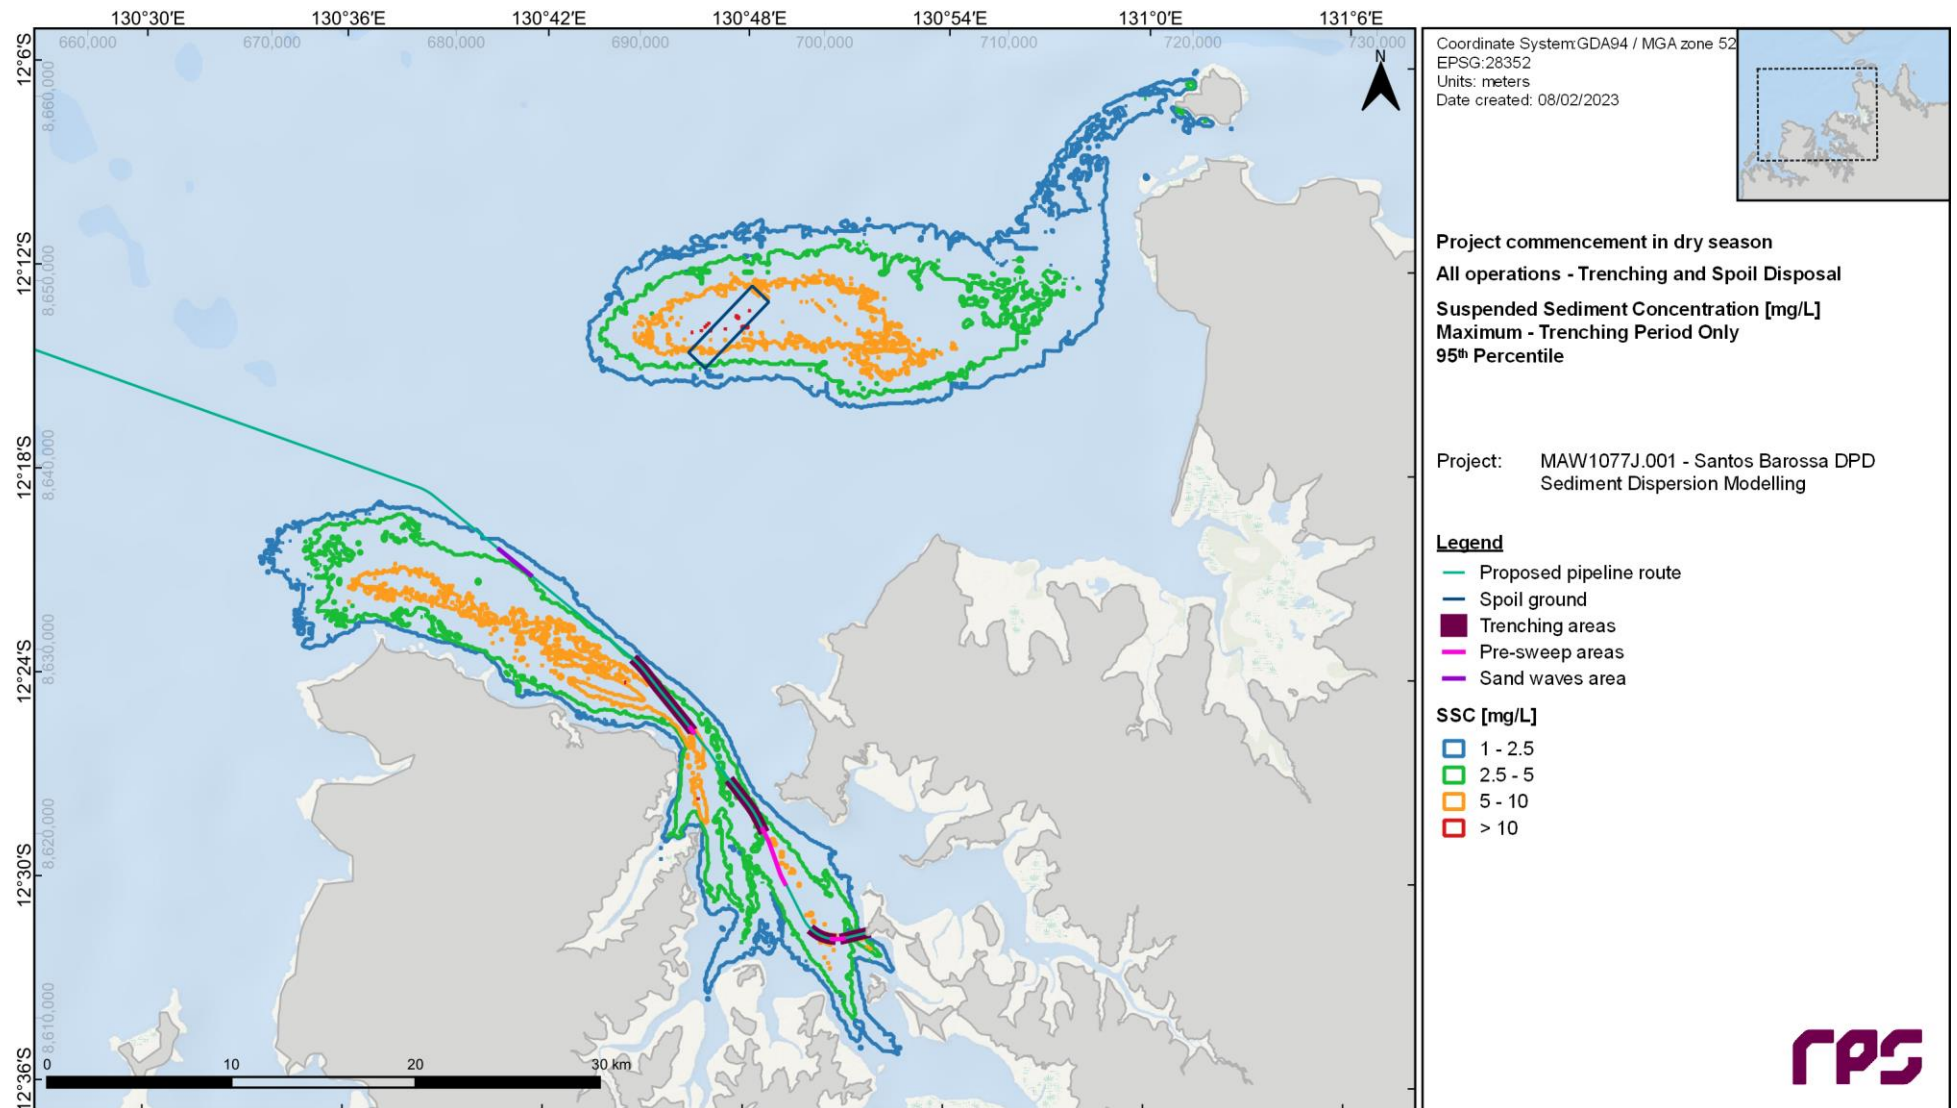 130°30'E 130°36'E 130°42'E 130°48'E 130°54'E 131°0'E 131°6'E
660,000 670,000 680,000 690,000 700,000 710,000 720,000 730,000
12°6'S
8,660,000
12°12'S
8,650,000
12°18'S
8,640,000
12°24'S
8,630,000
12°30'S
8,620,000
12°36'S
8,610,000
N
0 10 20 30 km
Coordinate System:GDA94 / MGA zone 52
EPSG:28352
Units: meters
Date created: 08/02/2023
Project commencement in dry season
All operations - Trenching and Spoil Disposal
Suspended Sediment Concentration [mg/L]
Maximum - Trenching Period Only
95th Percentile
Project: MAW1077J.001 - Santos Barossa DPD
Sediment Dispersion Modelling
Legend
Proposed pipeline route
Spoil ground
Trenching areas
Pre-sweep areas
Sand waves area
SSC [mg/L]
1 - 2.5
2.5 - 5
5 - 10
> 10
rps